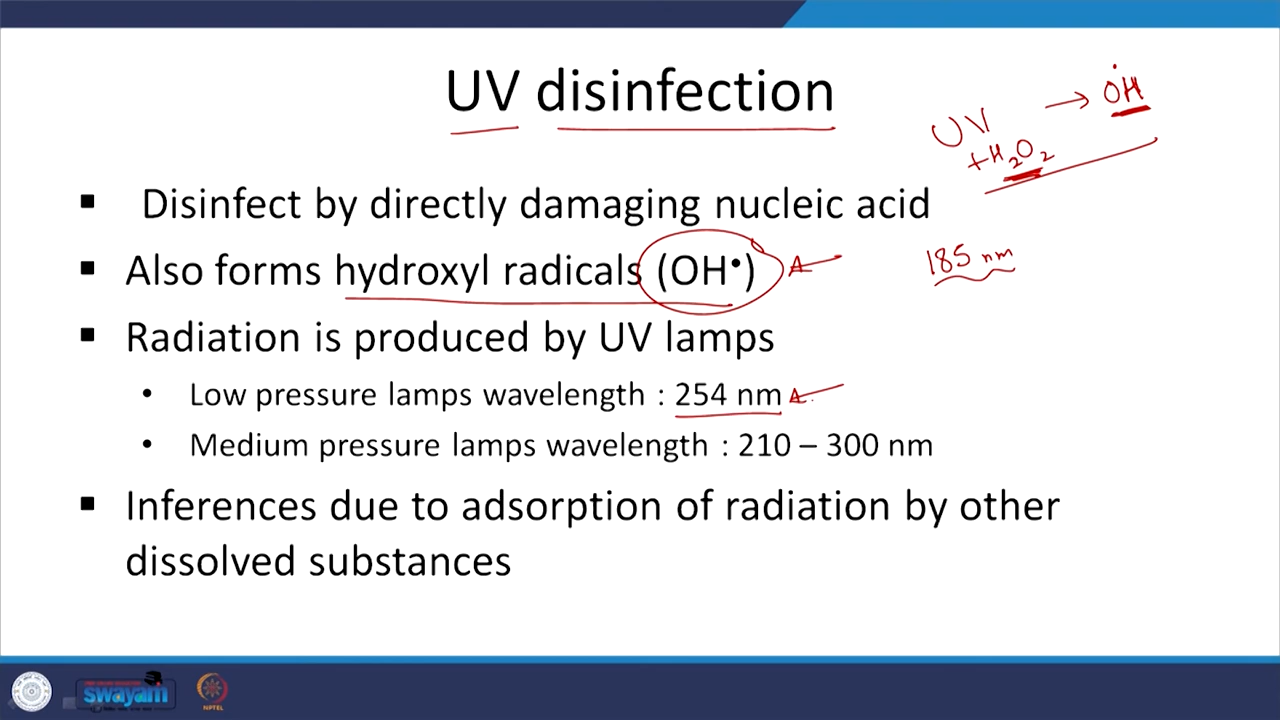 UV disinfection
UV → ȮH
+H₂O₂
▪ Disinfect by directly damaging nucleic acid
▪ Also forms hydroxyl radicals (OH•)
185 nm
▪ Radiation is produced by UV lamps
• Low pressure lamps wavelength : 254 nm
• Medium pressure lamps wavelength : 210 – 300 nm
▪ Inferences due to adsorption of radiation by other
dissolved substances
swayam
NPTEL